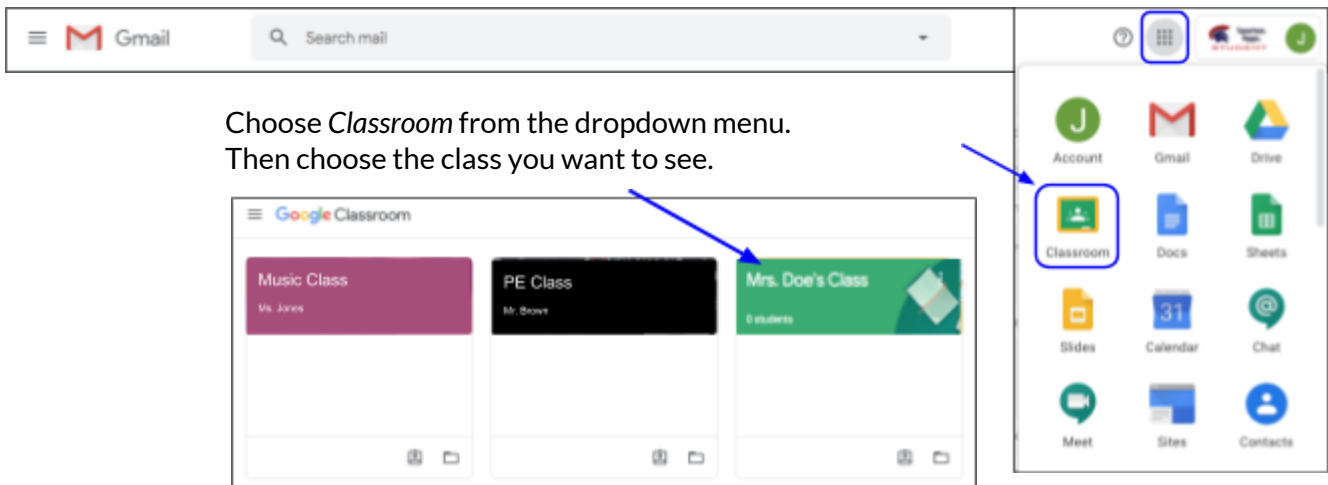 Gmail
Search mail
J
STUDENT
Choose Classroom from the dropdown menu.
Then choose the class you want to see.
J
Account
Gmail
Drive
Classroom
Docs
Sheets
Slides
31
Calendar
Chat
Meet
Sites
Contacts
Google Classroom
Music Class
Ms. Jones
PE Class
Mr. Brown
Mrs. Doe's Class
0 students